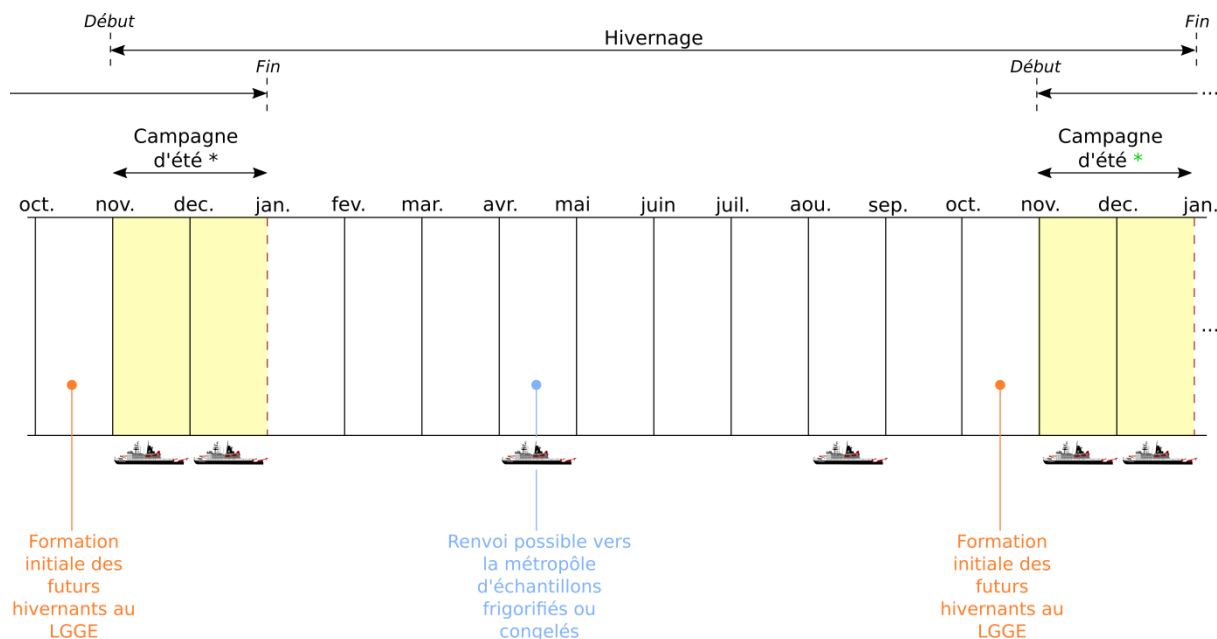 Début
Hivernage
Fin
Fin
Début
...
Campagne
d'été *
Campagne
d'été *
oct. nov. dec. jan. fev. mar. avr. mai juin juil. aou. sep. oct. nov. dec. jan.
...
Formation
initiale des
futurs
hivernants au
LGGE
Renvoi possible vers
la métropôle
d'échantillons
frigorifiés ou
congelés
Formation
initiale des
futurs
hivernants au
LGGE